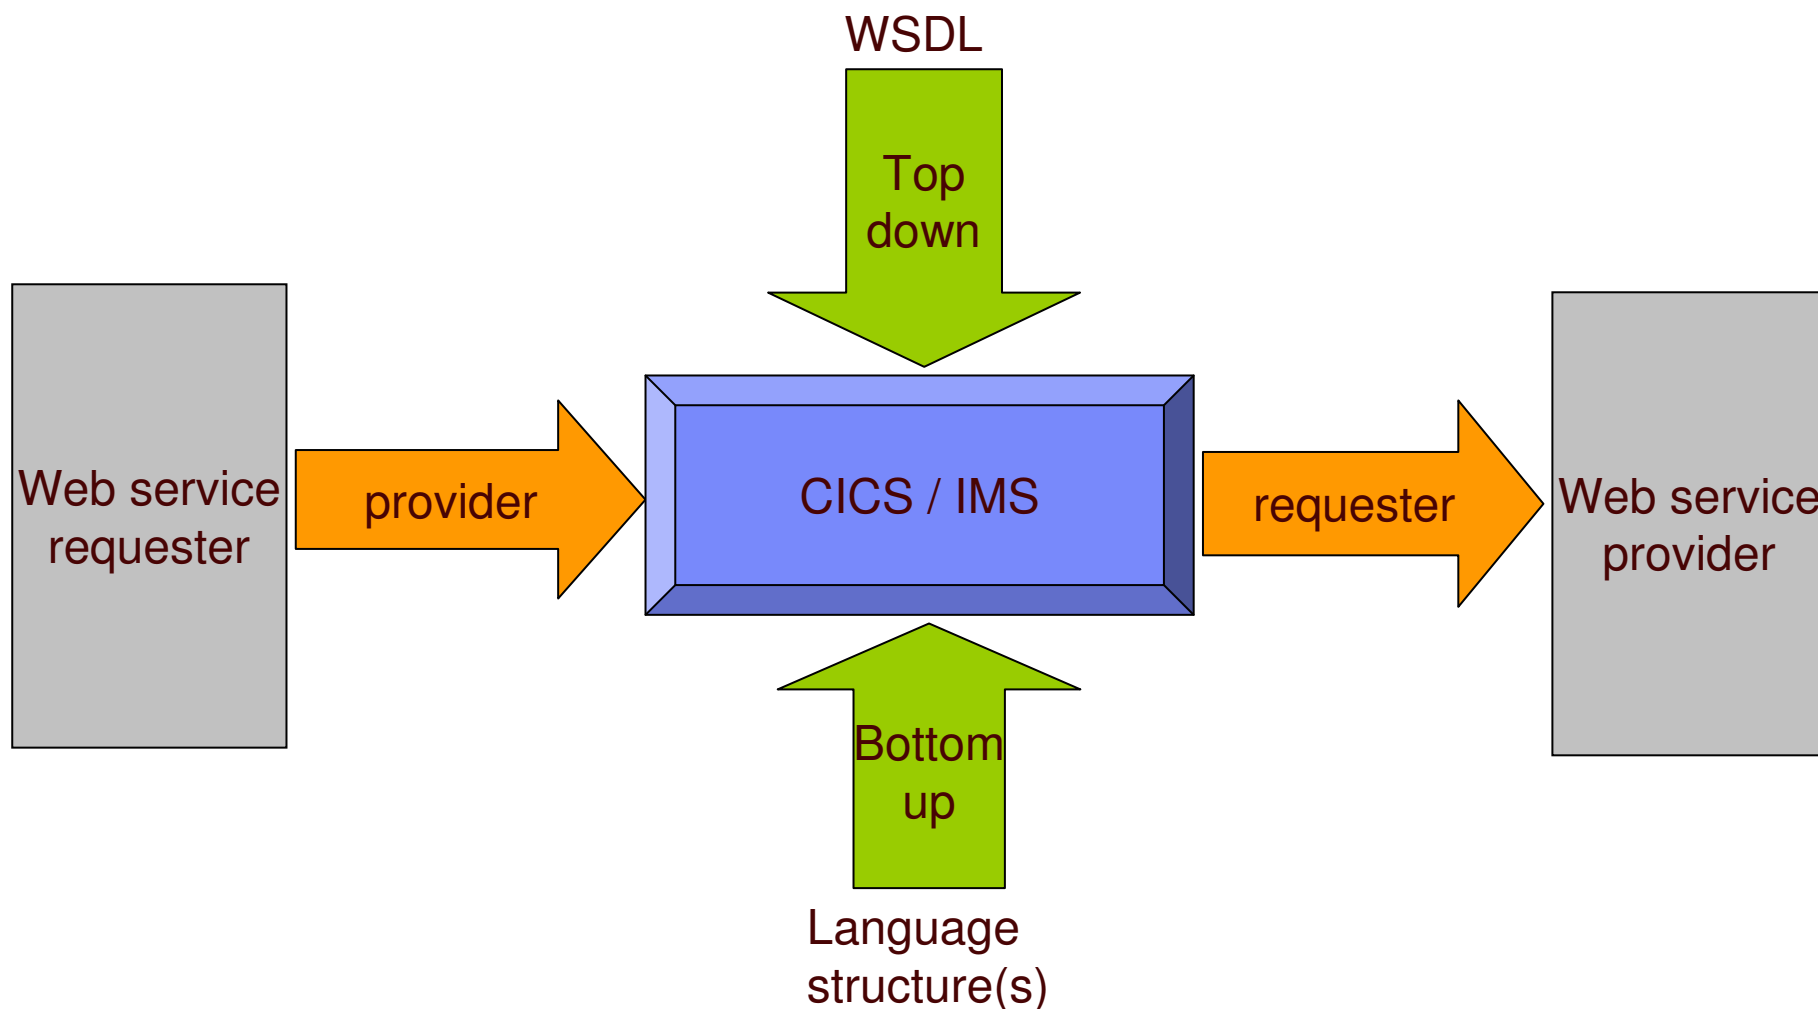 WSDL
Top
down
Web service
requester
provider
CICS / IMS
requester
Web service
provider
Bottom
up
Language
structure(s)